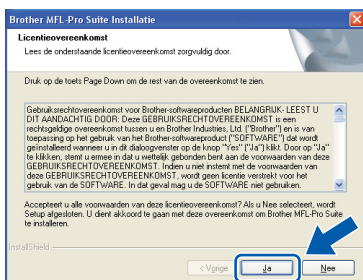 Brother MFL-Pro Suite Installatie
Licentieovereenkomst
Lees de onderstaande licentieovereenkomst zorgvuldig door.
Druk op de toets Page Down om de rest van de overeenkomst te zien.
Gebruiksrechtovereenkomst voor Brother-softwareproducten BELANGRIJK- LEEST U
DIT AANDACHTIG DOOR: Deze GEBRUIKSRECHTOVEREENKOMST is een
rechtsgeldige overeenkomst tussen u en Brother Industries, Ltd. ("Brother") en is van
toepassing op het gebruik van het Brother-product ("SOFTWARE") dat wordt
geïnstalleerd wanneer u in dit dialoogvenster op de knop "Yes" ("Ja") klikt. Door op "Ja"
te klikken, stemt u ermee in dat u wettelijk gebonden bent aan de voorwaarden van deze
GEBRUIKSRECHTOVEREENKOMST. Indien u niet instemt met de voorwaarden van
deze GEBRUIKSRECHTOVEREENKOMST, wordt geen licentie verstrekt voor het
gebruik van de SOFTWARE. In dat geval mag u de SOFTWARE niet gebruiken.
Accepteert u alle voorwaarden van deze licentieovereenkomst? Als u Nee selecteert, wordt
Setup afgesloten. U dient akkoord te gaan met deze overeenkomst om Brother MFL-Pro Suite
te installeren.
InstallShield
< Vorige
Ja
Nee